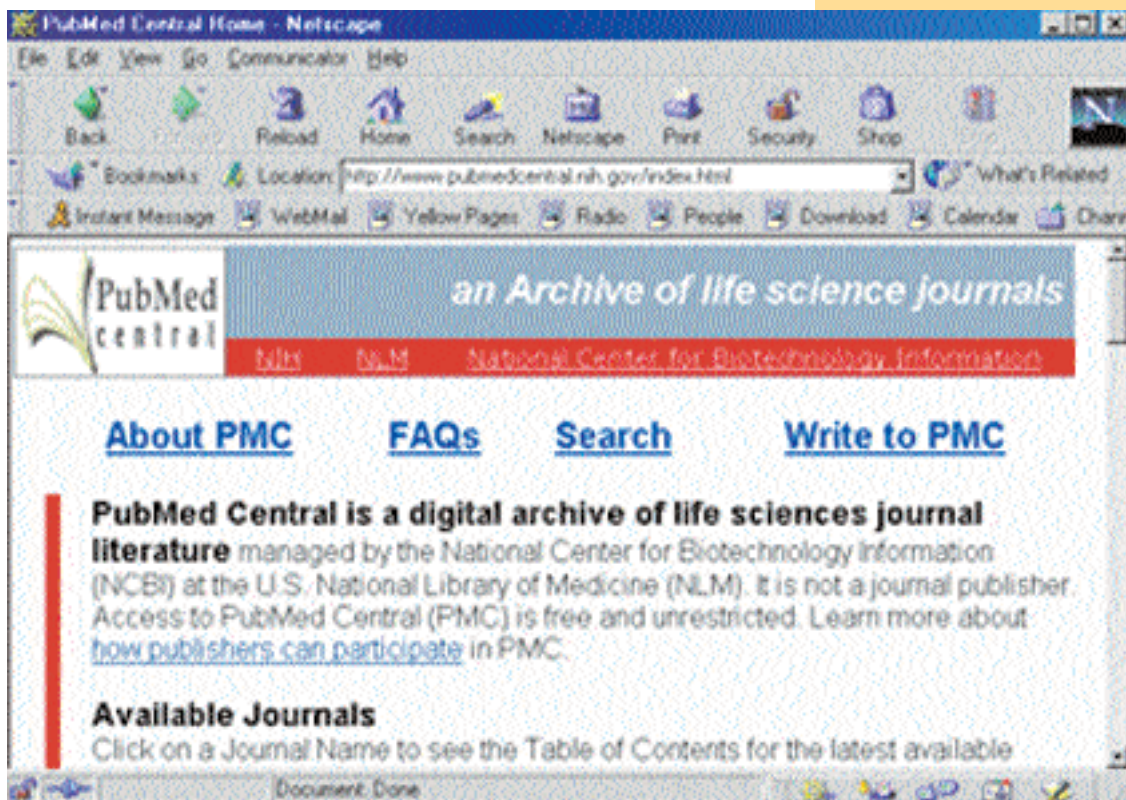 PubMed Central Home - Netscape
File Edit View Go Communicator Help
Back Reload Home Search Netscape Print Security Shop
Bookmarks Location: http://www.pubmedcentral.nih.gov/index.html What's Related
Instant Message WebMail Yellow Pages Radio People Download Calendar Chann
PubMed central
an Archive of life science journals
NIH NLM National Center for Biotechnology Information
About PMC FAQs Search Write to PMC
PubMed Central is a digital archive of life sciences journal
literature managed by the National Center for Biotechnology Information
(NCBI) at the U.S. National Library of Medicine (NLM). It is not a journal publisher.
Access to PubMed Central (PMC) is free and unrestricted. Learn more about
how publishers can participate in PMC.
Available Journals
Click on a Journal Name to see the Table of Contents for the latest available
Document: Done